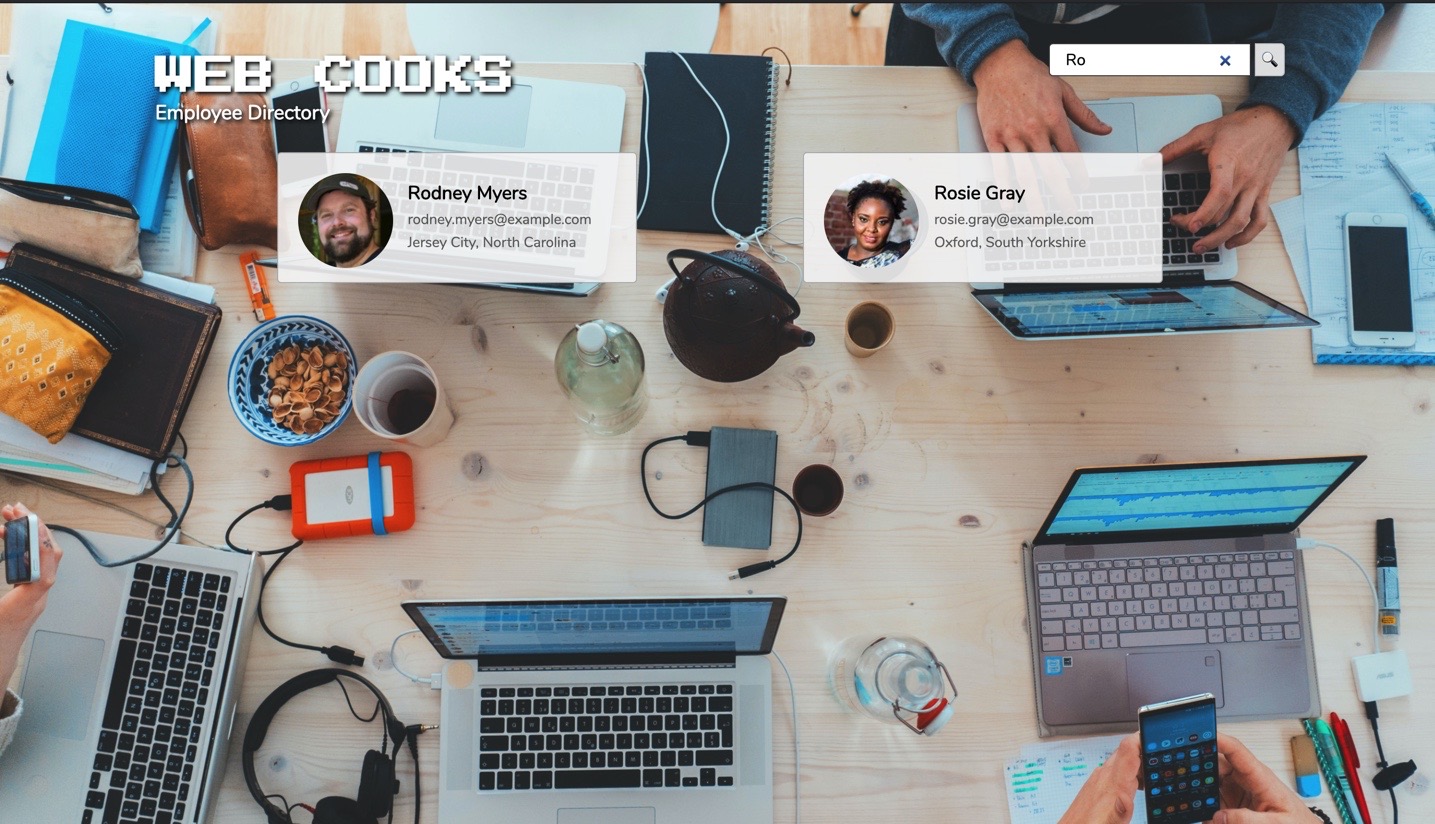 WEB COOKS
Employee Directory
Ro
Rodney Myers
rodney.myers@example.com
Jersey City, North Carolina
Rosie Gray
rosie.gray@example.com
Oxford, South Yorkshire